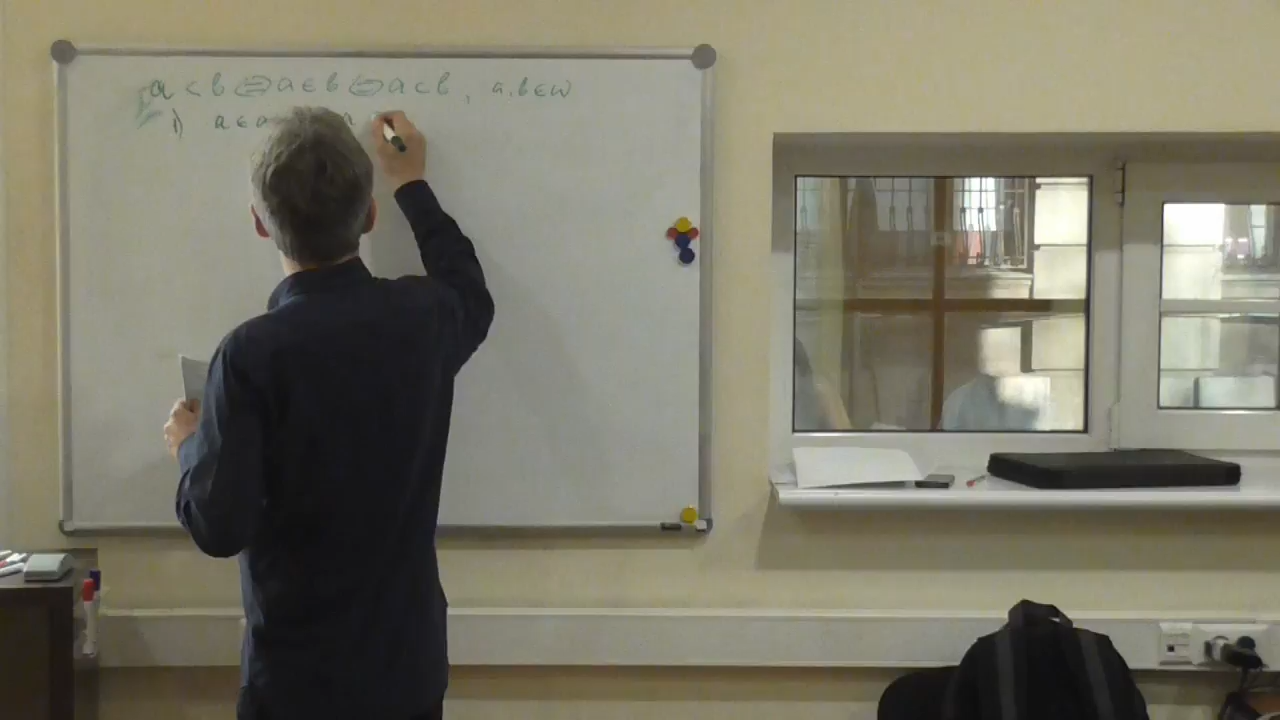 a < b ⇔ a ∈ b ⇔ a ⊂ b , a, b ∈ ω
1) a ∈ a